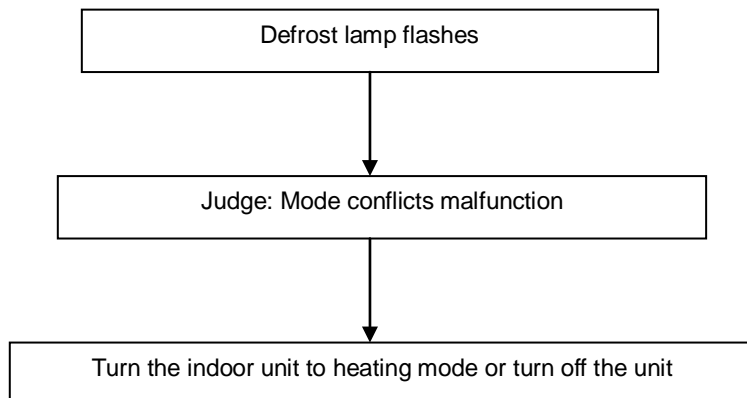 Defrost lamp flashes
Judge: Mode conflicts malfunction
Turn the indoor unit to heating mode or turn off the unit